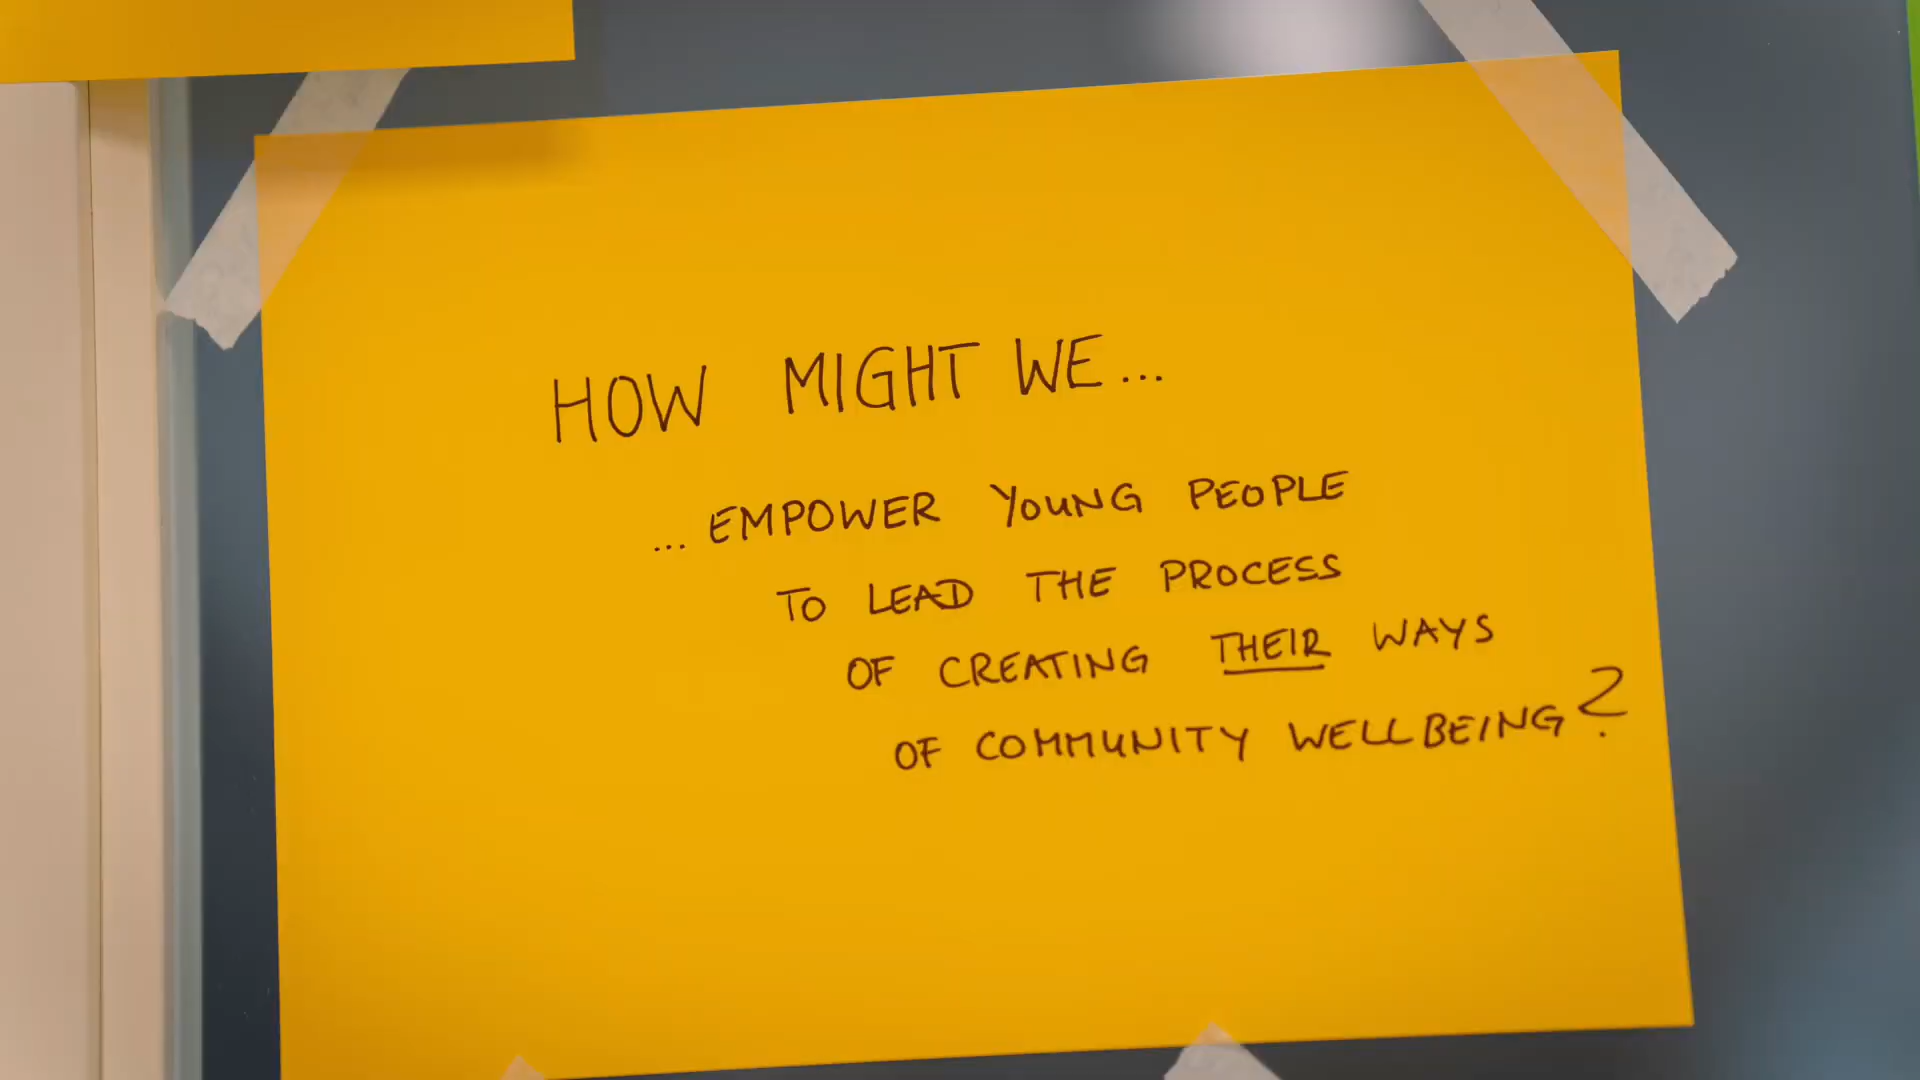 HOW MIGHT WE...
...EMPOWER YOUNG PEOPLE
TO LEAD THE PROCESS
OF CREATING THEIR WAYS
OF COMMUNITY WELLBEING?